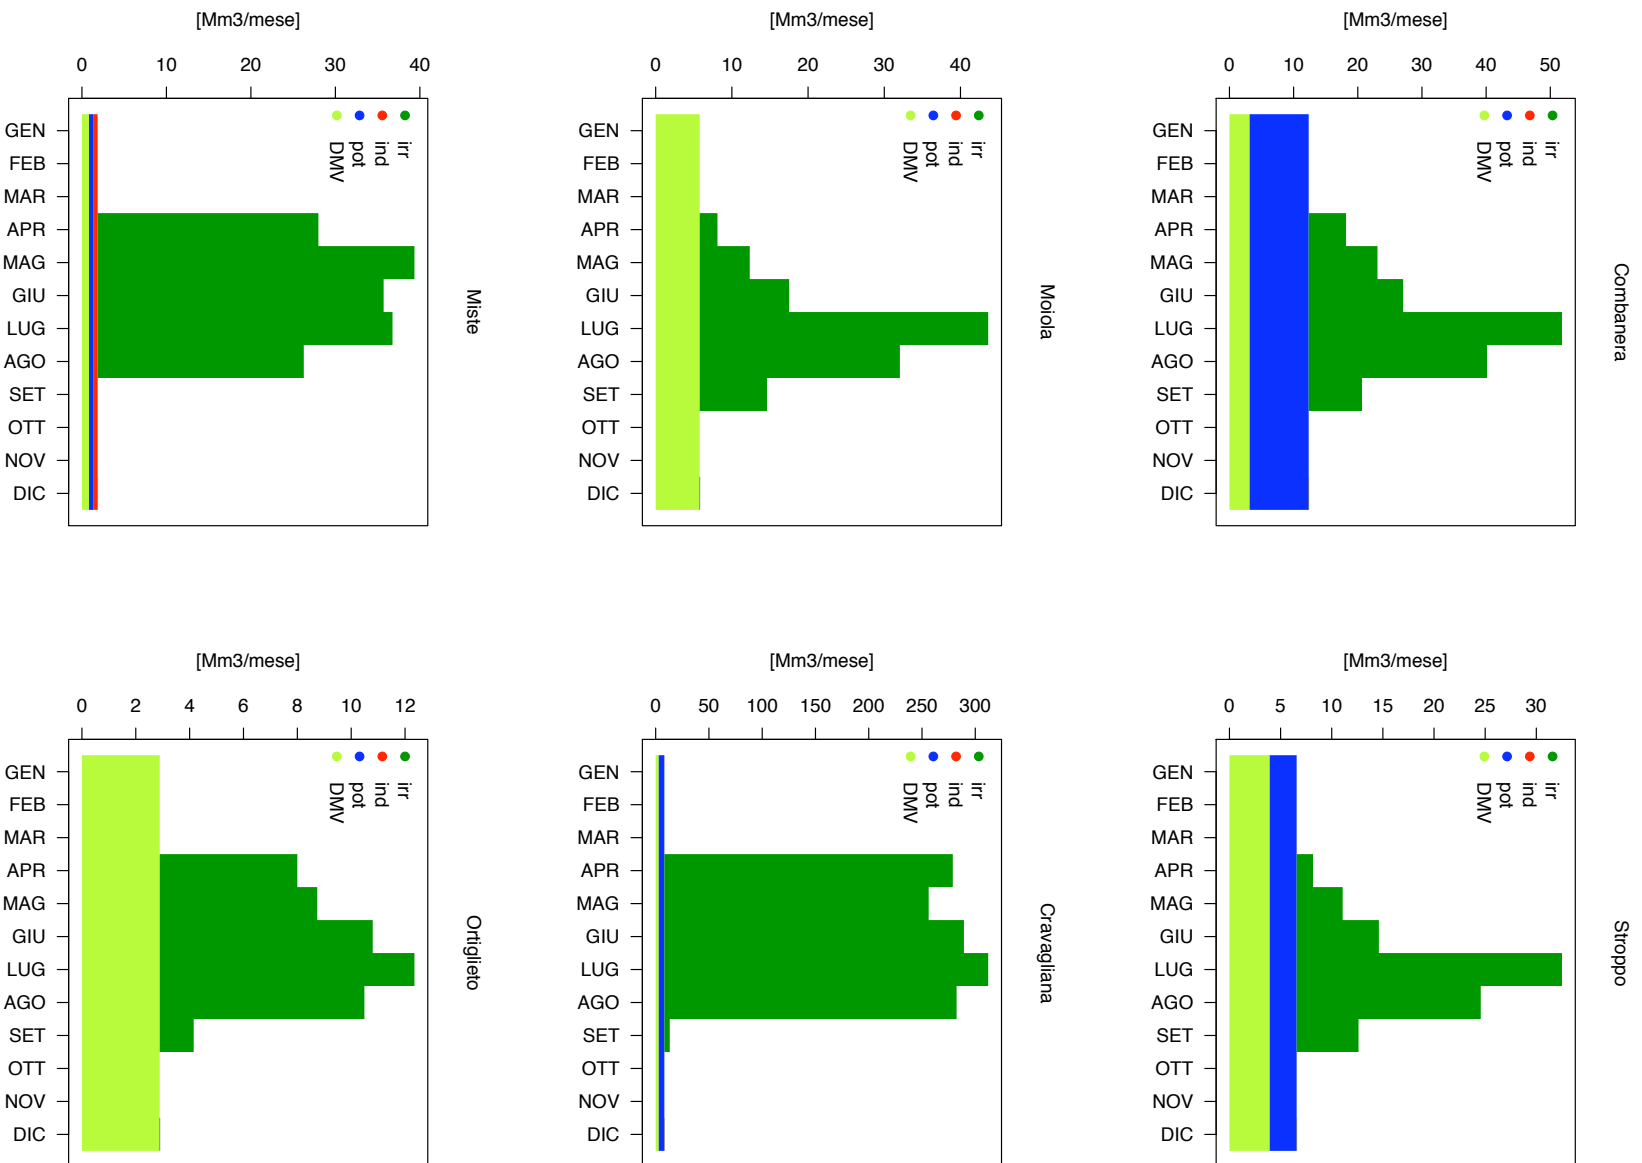 [Mm3/mese]
0 10 20 30 40
GEN
FEB
MAR
APR
MAG
GIU
LUG
AGO
SET
OTT
NOV
DIC
DMV
pot
ind
irr
Miste
[Mm3/mese]
0 10 20 30 40
GEN
FEB
MAR
APR
MAG
GIU
LUG
AGO
SET
OTT
NOV
DIC
DMV
pot
ind
irr
Moiola
[Mm3/mese]
0 10 20 30 40 50
GEN
FEB
MAR
APR
MAG
GIU
LUG
AGO
SET
OTT
NOV
DIC
DMV
pot
ind
irr
Combanera
[Mm3/mese]
0 2 4 6 8 10 12
GEN
FEB
MAR
APR
MAG
GIU
LUG
AGO
SET
OTT
NOV
DIC
DMV
pot
ind
irr
Ortiglieto
[Mm3/mese]
0 50 100 150 200 250 300
GEN
FEB
MAR
APR
MAG
GIU
LUG
AGO
SET
OTT
NOV
DIC
DMV
pot
ind
irr
Cravagliana
[Mm3/mese]
0 5 10 15 20 25 30
GEN
FEB
MAR
APR
MAG
GIU
LUG
AGO
SET
OTT
NOV
DIC
DMV
pot
ind
irr
Stroppo